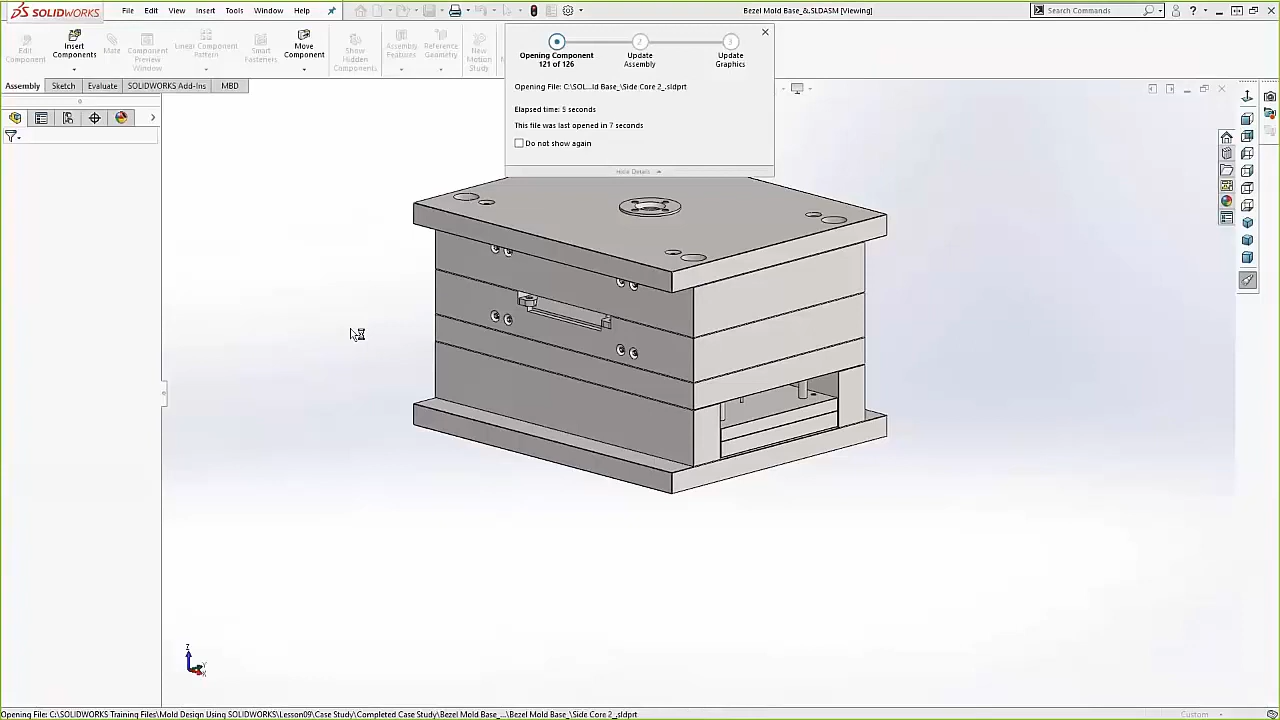 SOLIDWORKS
File Edit View Insert Tools Window Help
Bezel Mold Base_&.SLDASM [Viewing]
Search Commands
Edit Component
Insert Components
Mate
Component Preview Window
Linear Component Pattern
Smart Fasteners
Move Component
Show Hidden Components
Assembly Features
Reference Geometry
New Motion Study
Assembly Sketch Evaluate SOLIDWORKS Add-Ins MBD
Opening Component 121 of 126
Update Assembly
Update Graphics
1 2 3
Opening File: C:\SOL...ld Base_\Side Core 2_.sldprt
Elapsed time: 5 seconds
This file was last opened in 7 seconds
Do not show again
Hide Details
Z
Y
X
Opening File: C:\SOLIDWORKS Training Files\Mold Design Using SOLIDWORKS\Lesson09\Case Study\Completed Case Study\Bezel Mold Base_...\Bezel Mold Base_\Side Core 2_.sldprt
Custom